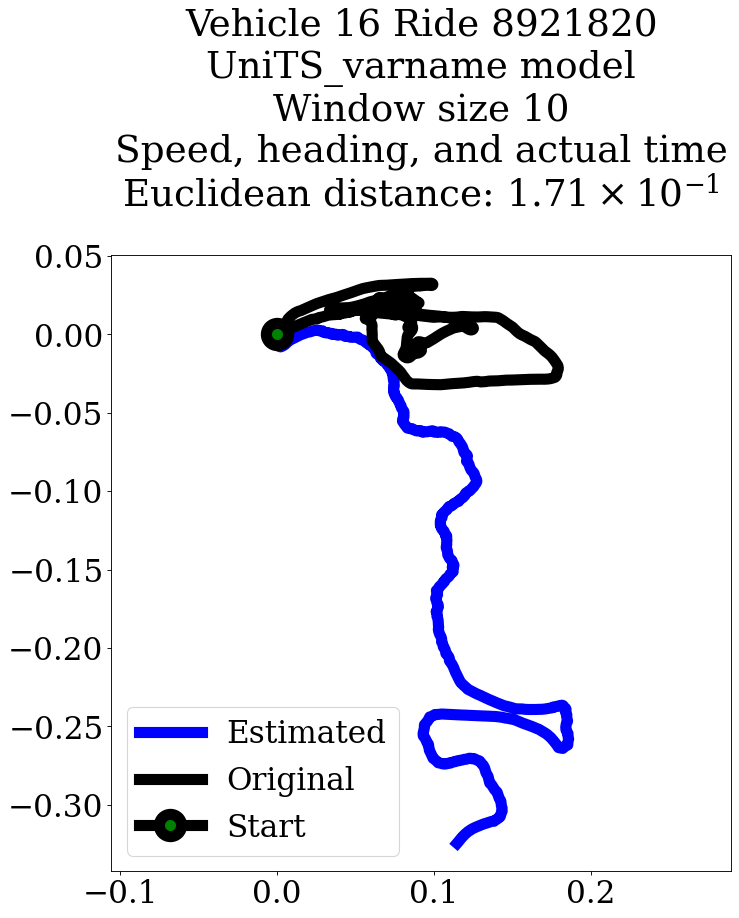 Vehicle 16 Ride 8921820
UniTS_varname model
Window size 10
Speed, heading, and actual time
Euclidean distance: 1.71 × 10⁻¹
0.05
0.00
−0.05
−0.10
−0.15
−0.20
−0.25
−0.30
Estimated
Original
Start
−0.1
0.0
0.1
0.2